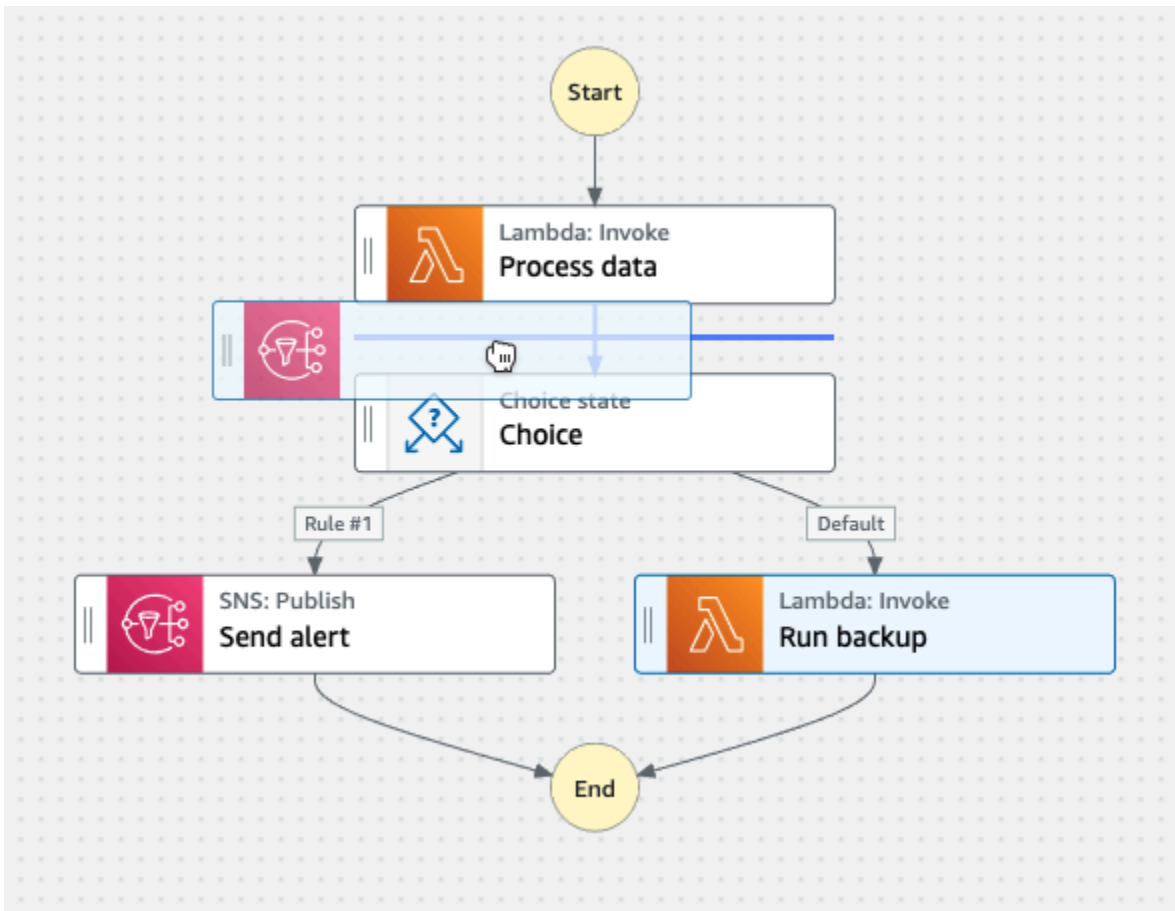 Start
Lambda: Invoke
Process data
Choice state
Choice
?
Rule #1
Default
SNS: Publish
Send alert
Lambda: Invoke
Run backup
End